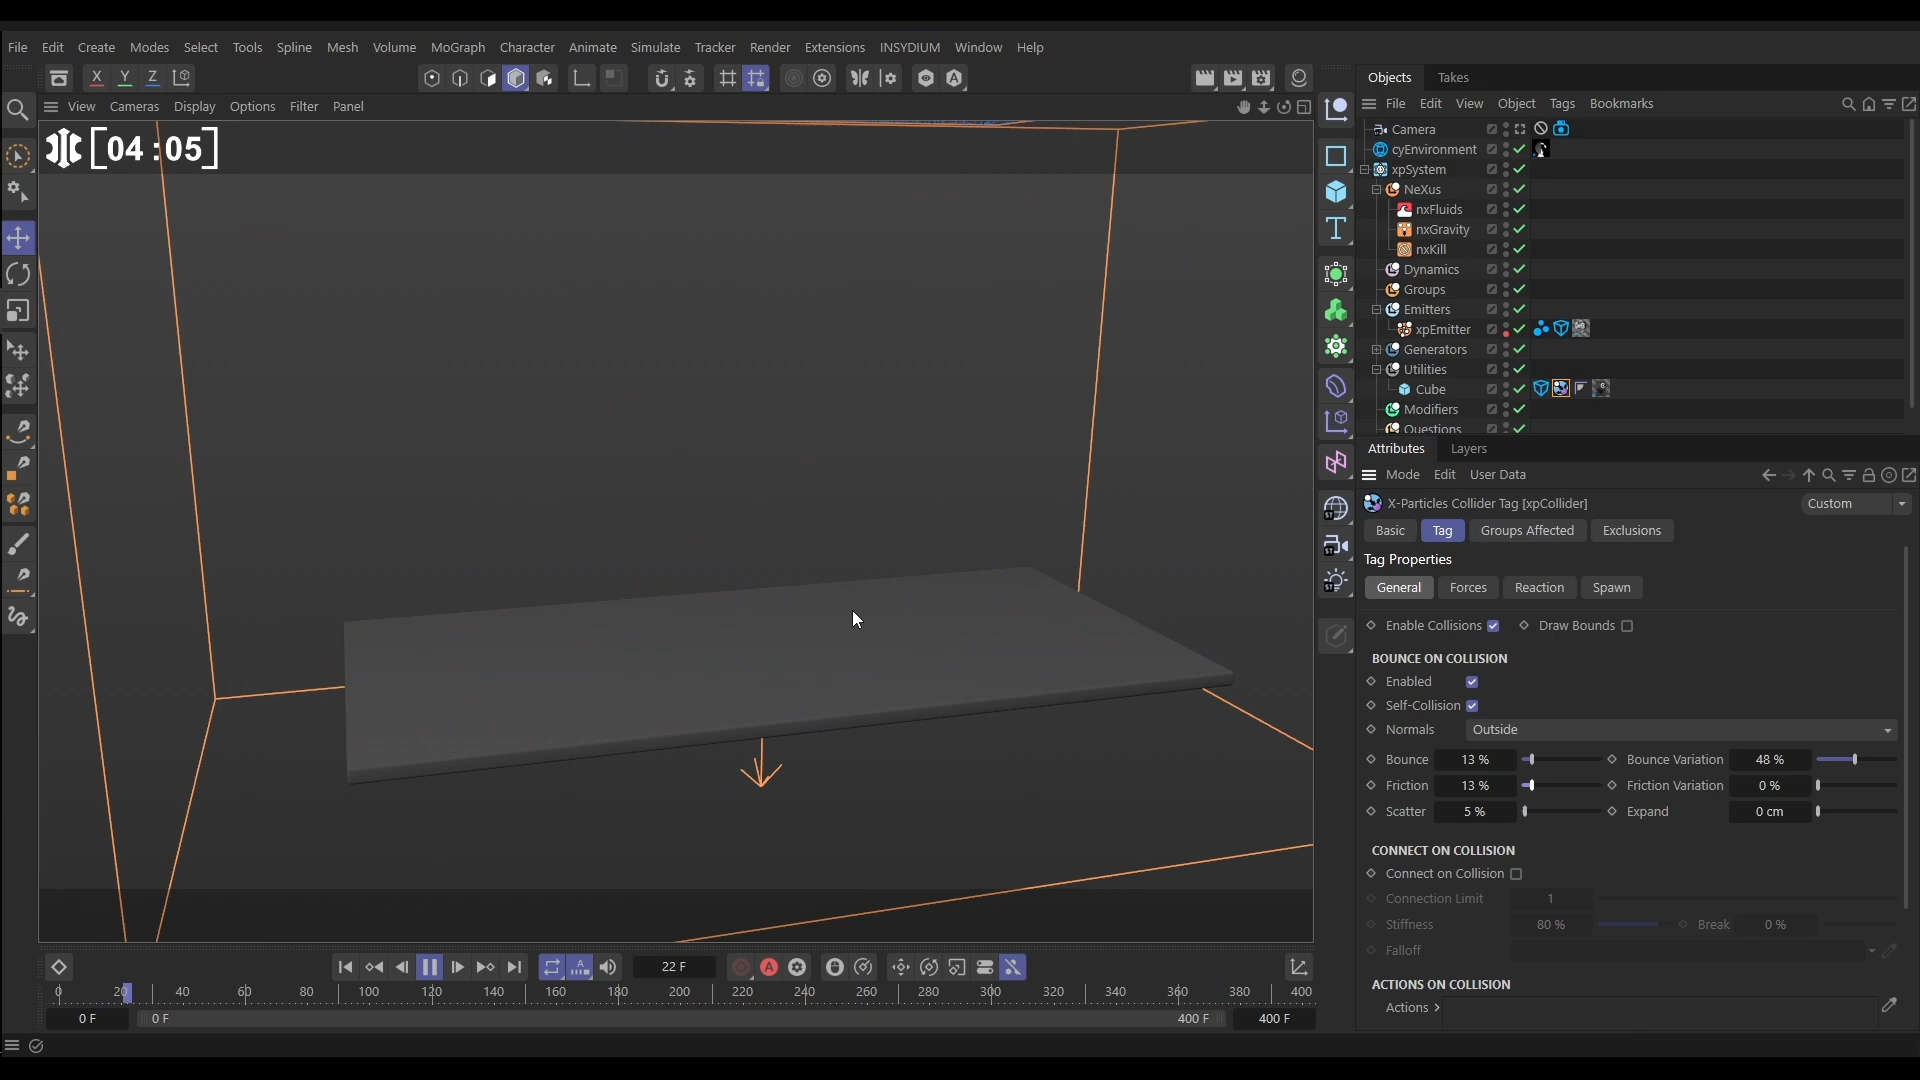 File Edit Create Modes Select Tools Spline Mesh Volume MoGraph Character Animate Simulate Tracker Render Extensions INSYDIUM Window Help
X Y Z
Objects Takes
View Cameras Display Options Filter Panel
File Edit View Object Tags Bookmarks
[04:05]
Camera
cyEnvironment
xpSystem
NeXus
nxFluids
nxGravity
nxKill
Dynamics
Groups
Emitters
xpEmitter
Generators
Utilities
Cube
Modifiers
Questions
Attributes Layers
Mode Edit User Data
X-Particles Collider Tag [xpCollider] Custom
Basic Tag Groups Affected Exclusions
Tag Properties
General Forces Reaction Spawn
Enable Collisions Draw Bounds
BOUNCE ON COLLISION
Enabled
Self-Collision
Normals Outside
Bounce 13 % Bounce Variation 48 %
Friction 13 % Friction Variation 0 %
Scatter 5 % Expand 0 cm
CONNECT ON COLLISION
Connect on Collision
Connection Limit 1
Stiffness 80 % Break 0 %
Falloff
ACTIONS ON COLLISION
Actions >
22 F
0 20 40 60 80 100 120 140 160 180 200 220 240 260 280 300 320 340 360 380 400
0 F 0 F 400 F 400 F